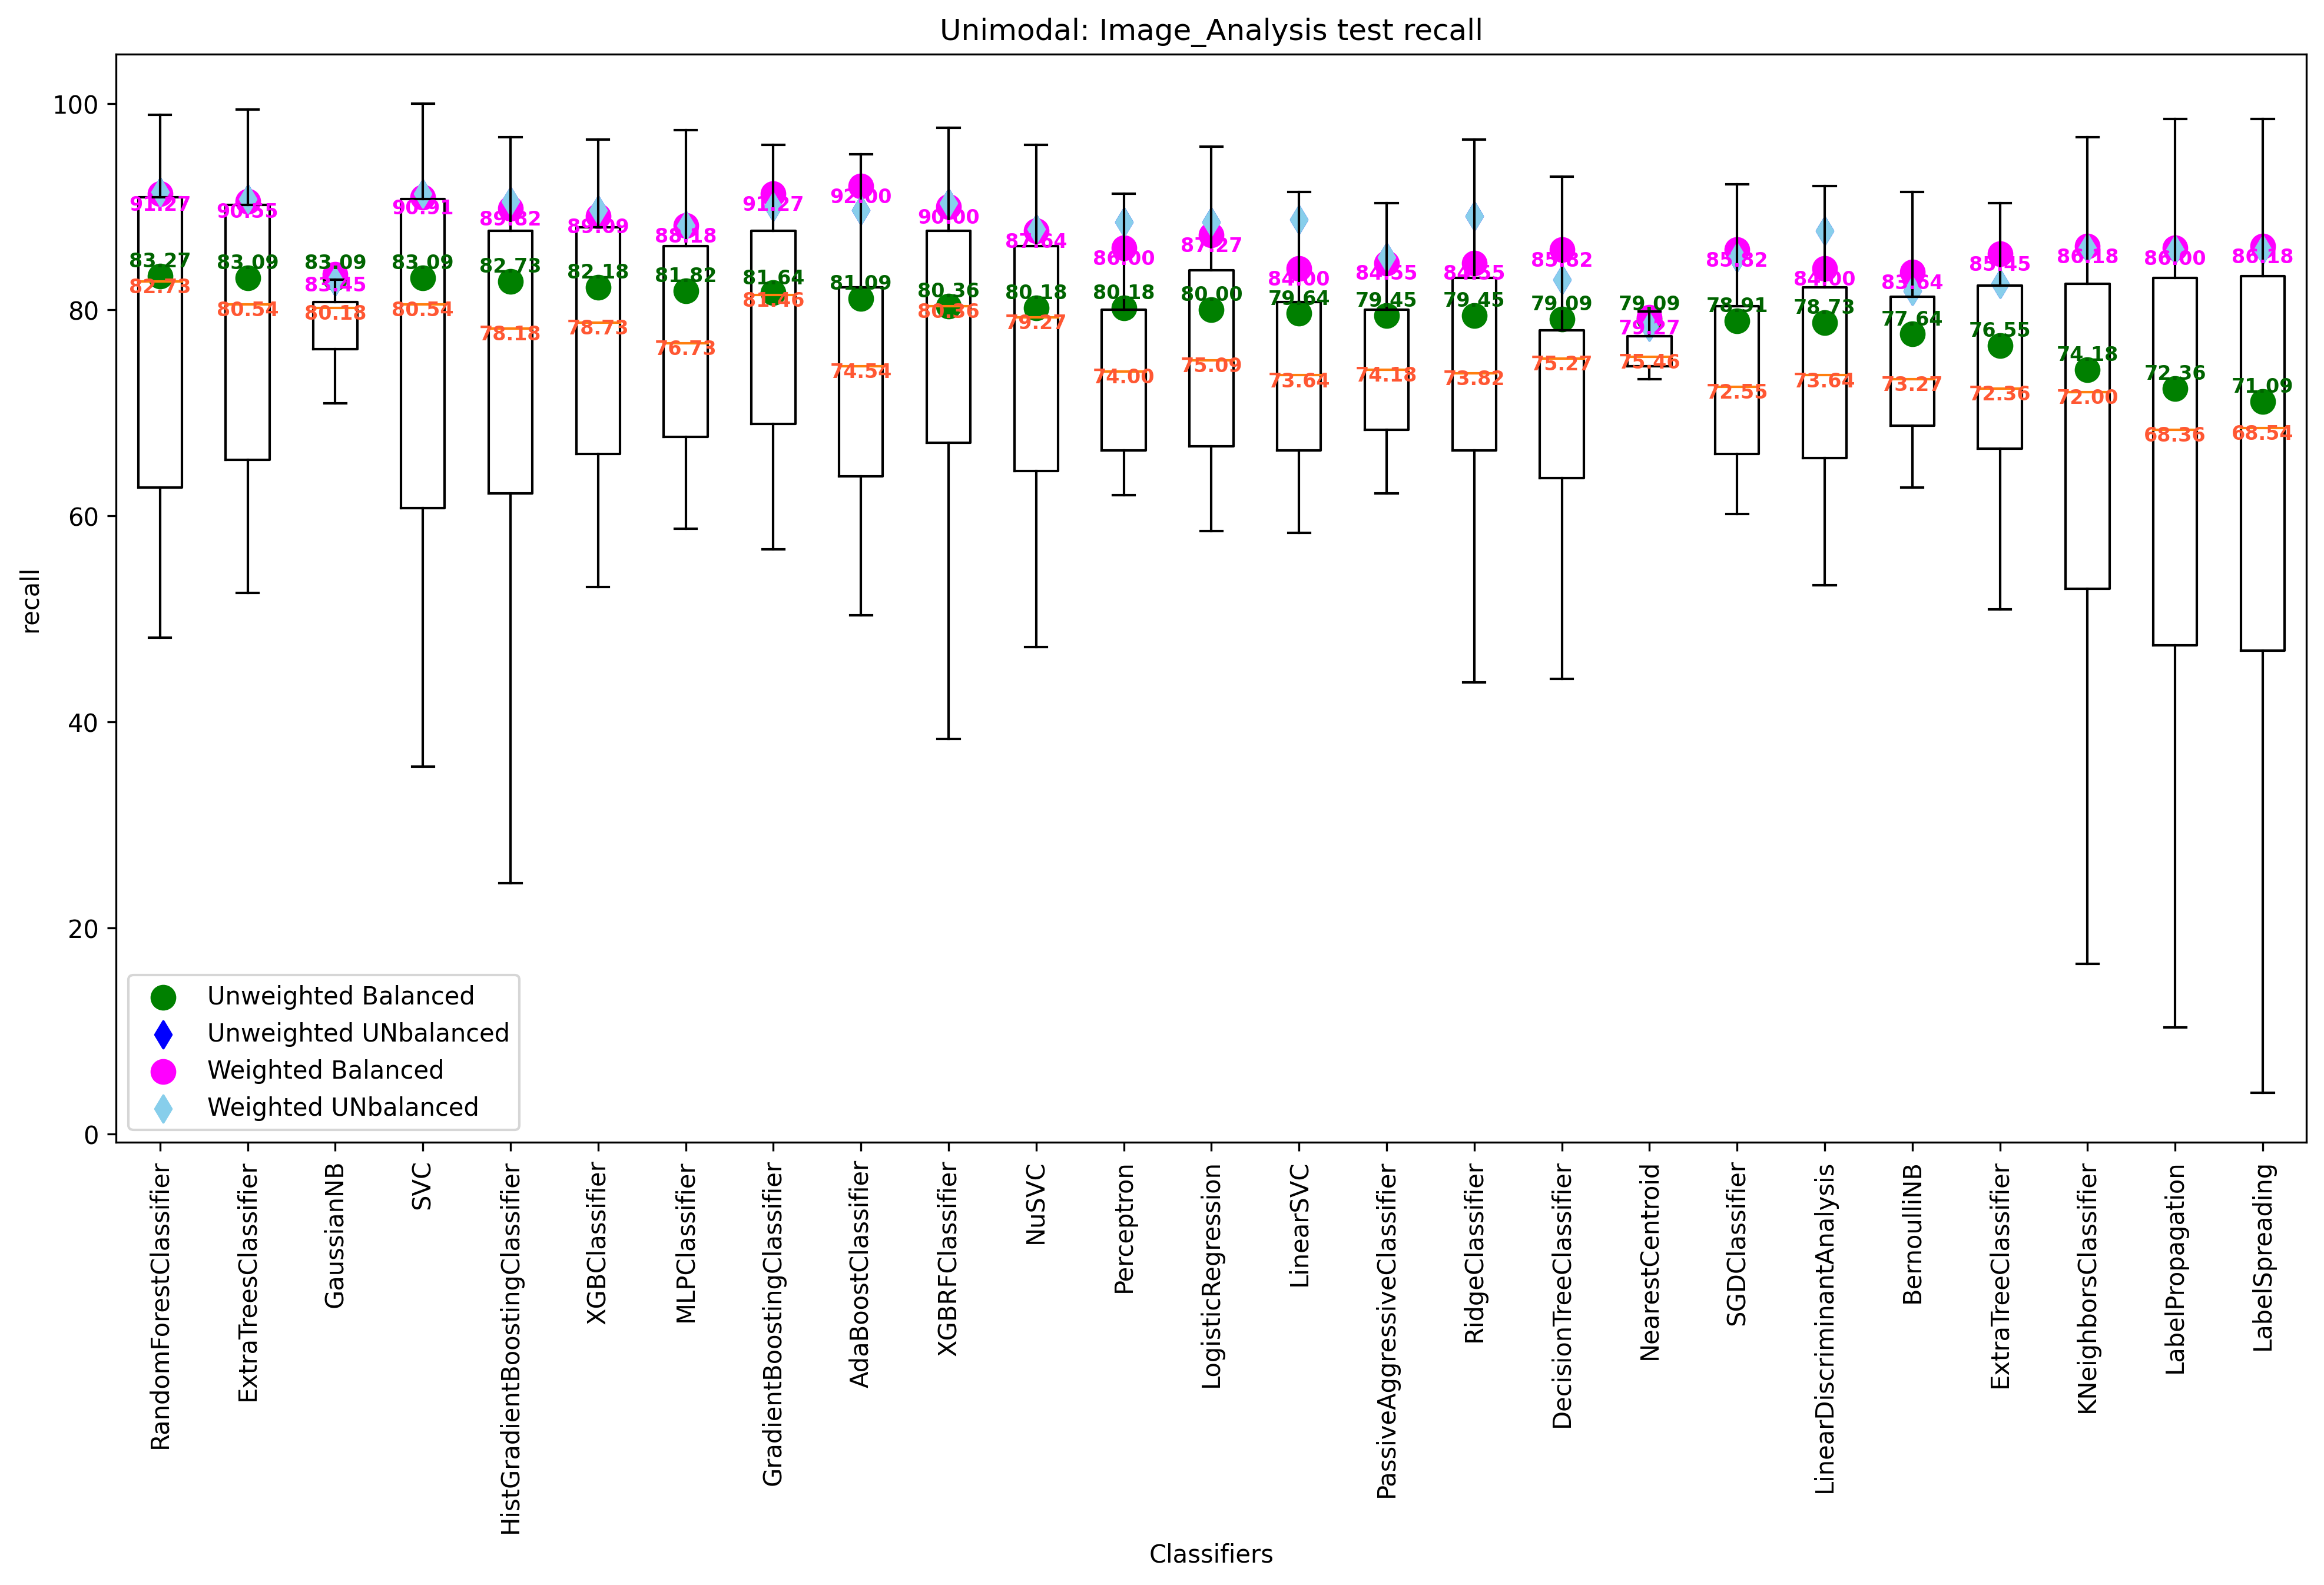 Unimodal: Image_Analysis test recall
recall
100
80
60
40
20
0
91.27 90.55 83.45 90.91 89.82 89.09 88.18 91.27 92.00 90.00 87.64 86.00 87.27 84.00 84.55 84.55 85.82 79.27 85.82 84.00 83.64 85.45 86.18 86.00 86.18
83.27 83.09 83.09 83.09 82.73 82.18 81.82 81.64 81.09 80.36 80.18 80.18 80.00 79.64 79.45 79.45 79.09 79.09 78.91 78.73 77.64 76.55 74.18 72.36 71.09
82.73 80.54 80.18 80.54 78.18 78.73 76.73 81.46 74.54 80.36 79.27 74.00 75.09 73.64 74.18 73.82 75.27 75.46 72.55 73.64 73.27 72.36 72.00 68.36 68.54
Unweighted Balanced
Unweighted UNbalanced
Weighted Balanced
Weighted UNbalanced
RandomForestClassifier
ExtraTreesClassifier
GaussianNB
SVC
HistGradientBoostingClassifier
XGBClassifier
MLPClassifier
GradientBoostingClassifier
AdaBoostClassifier
XGBRFClassifier
NuSVC
Perceptron
LogisticRegression
LinearSVC
PassiveAggressiveClassifier
RidgeClassifier
DecisionTreeClassifier
NearestCentroid
SGDClassifier
LinearDiscriminantAnalysis
BernoulliNB
ExtraTreeClassifier
KNeighborsClassifier
LabelPropagation
LabelSpreading
Classifiers